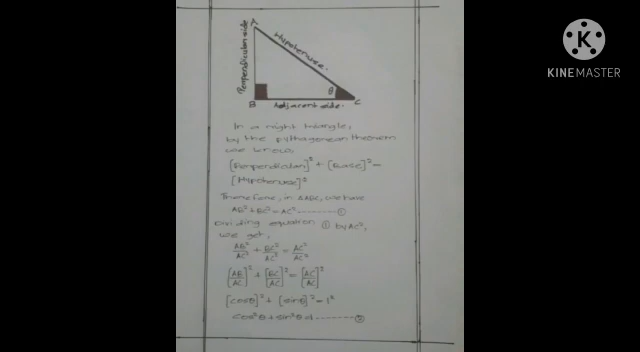 KINEMASTER
A
Perpendicular side
Hypotenuse.
θ
B
C
Adjacent side.
In a right triangle,
by the pythagorean theorem
we know,
[Perpendicular]² + [Base]² =
[Hypotenuse]²
Therefore, in ΔABC, we have
AB² + BC² = AC² ------- ①
Dividing equation ① by AC²,
we get,
AB²/AC² + BC²/AC² = AC²/AC²
[AB/AC]² + [BC/AC]² = [AC/AC]²
[cosθ]² + [sinθ]² = 1²
cos²θ + sin²θ = 1 ------- ②